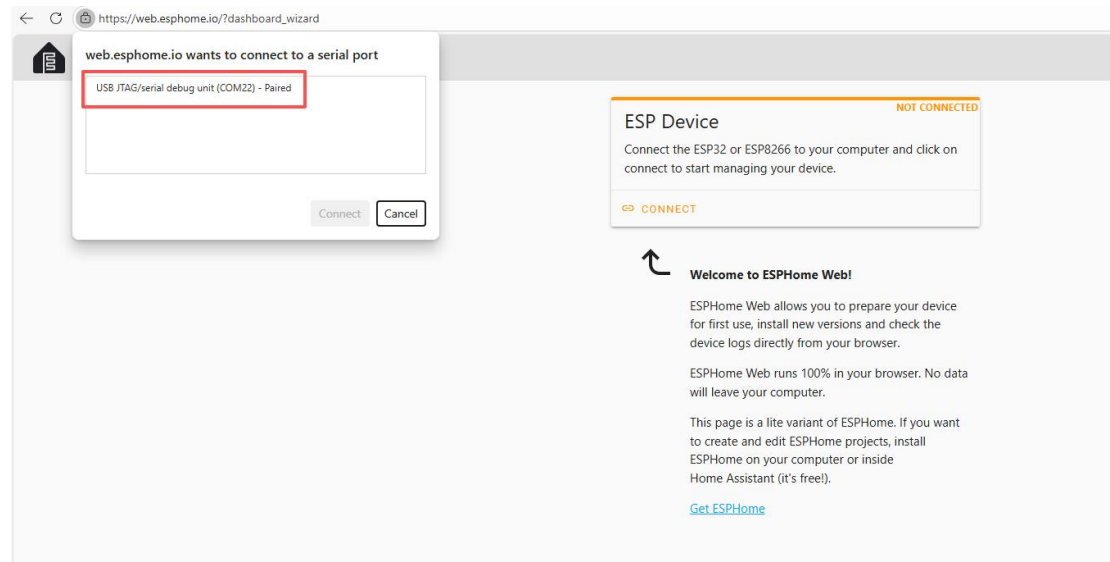 https://web.esphome.io/?dashboard_wizard
web.esphome.io wants to connect to a serial port
USB JTAG/serial debug unit (COM22) - Paired
Connect
Cancel
NOT CONNECTED
ESP Device
Connect the ESP32 or ESP8266 to your computer and click on
connect to start managing your device.
CONNECT
Welcome to ESPHome Web!
ESPHome Web allows you to prepare your device
for first use, install new versions and check the
device logs directly from your browser.
ESPHome Web runs 100% in your browser. No data
will leave your computer.
This page is a lite variant of ESPHome. If you want
to create and edit ESPHome projects, install
ESPHome on your computer or inside
Home Assistant (it's free!).
Get ESPHome